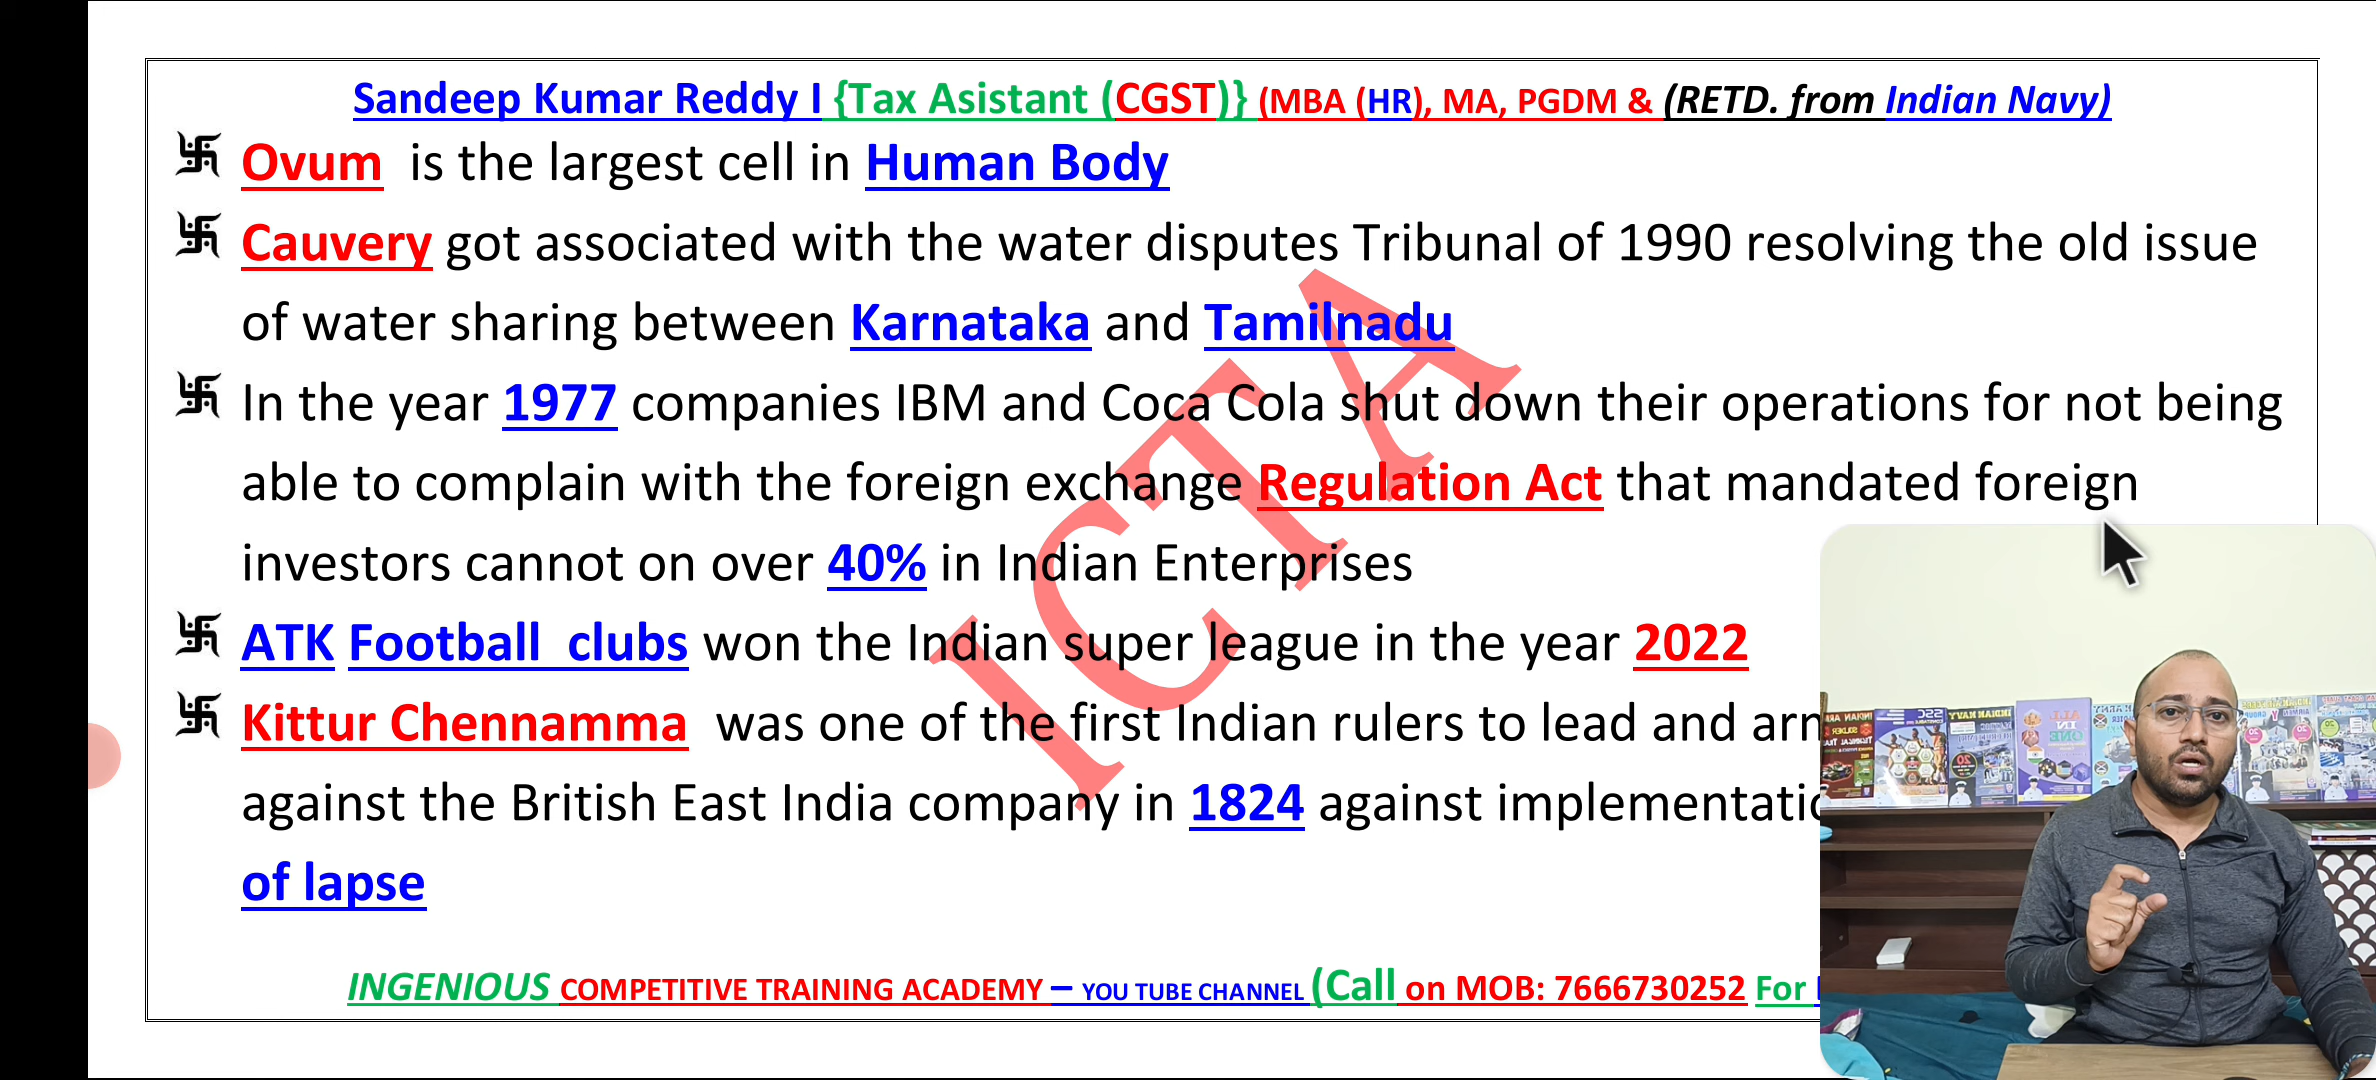 Sandeep Kumar Reddy I {Tax Asistant (CGST)} (MBA (HR), MA, PGDM & (RETD. from Indian Navy)
卐 Ovum is the largest cell in Human Body
卐 Cauvery got associated with the water disputes Tribunal of 1990 resolving the old issue
of water sharing between Karnataka and Tamilnadu
卐 In the year 1977 companies IBM and Coca Cola shut down their operations for not being
able to complain with the foreign exchange Regulation Act that mandated foreign
investors cannot on over 40% in Indian Enterprises
卐 ATK Football clubs won the Indian super league in the year 2022
卐 Kittur Chennamma was one of the first Indian rulers to lead and
against the British East India company in 1824 against
of lapse
ICTA
INGENIOUS COMPETITIVE TRAINING ACADEMY – YOU TUBE CHANNEL (Call on MOB: 7666730252 For